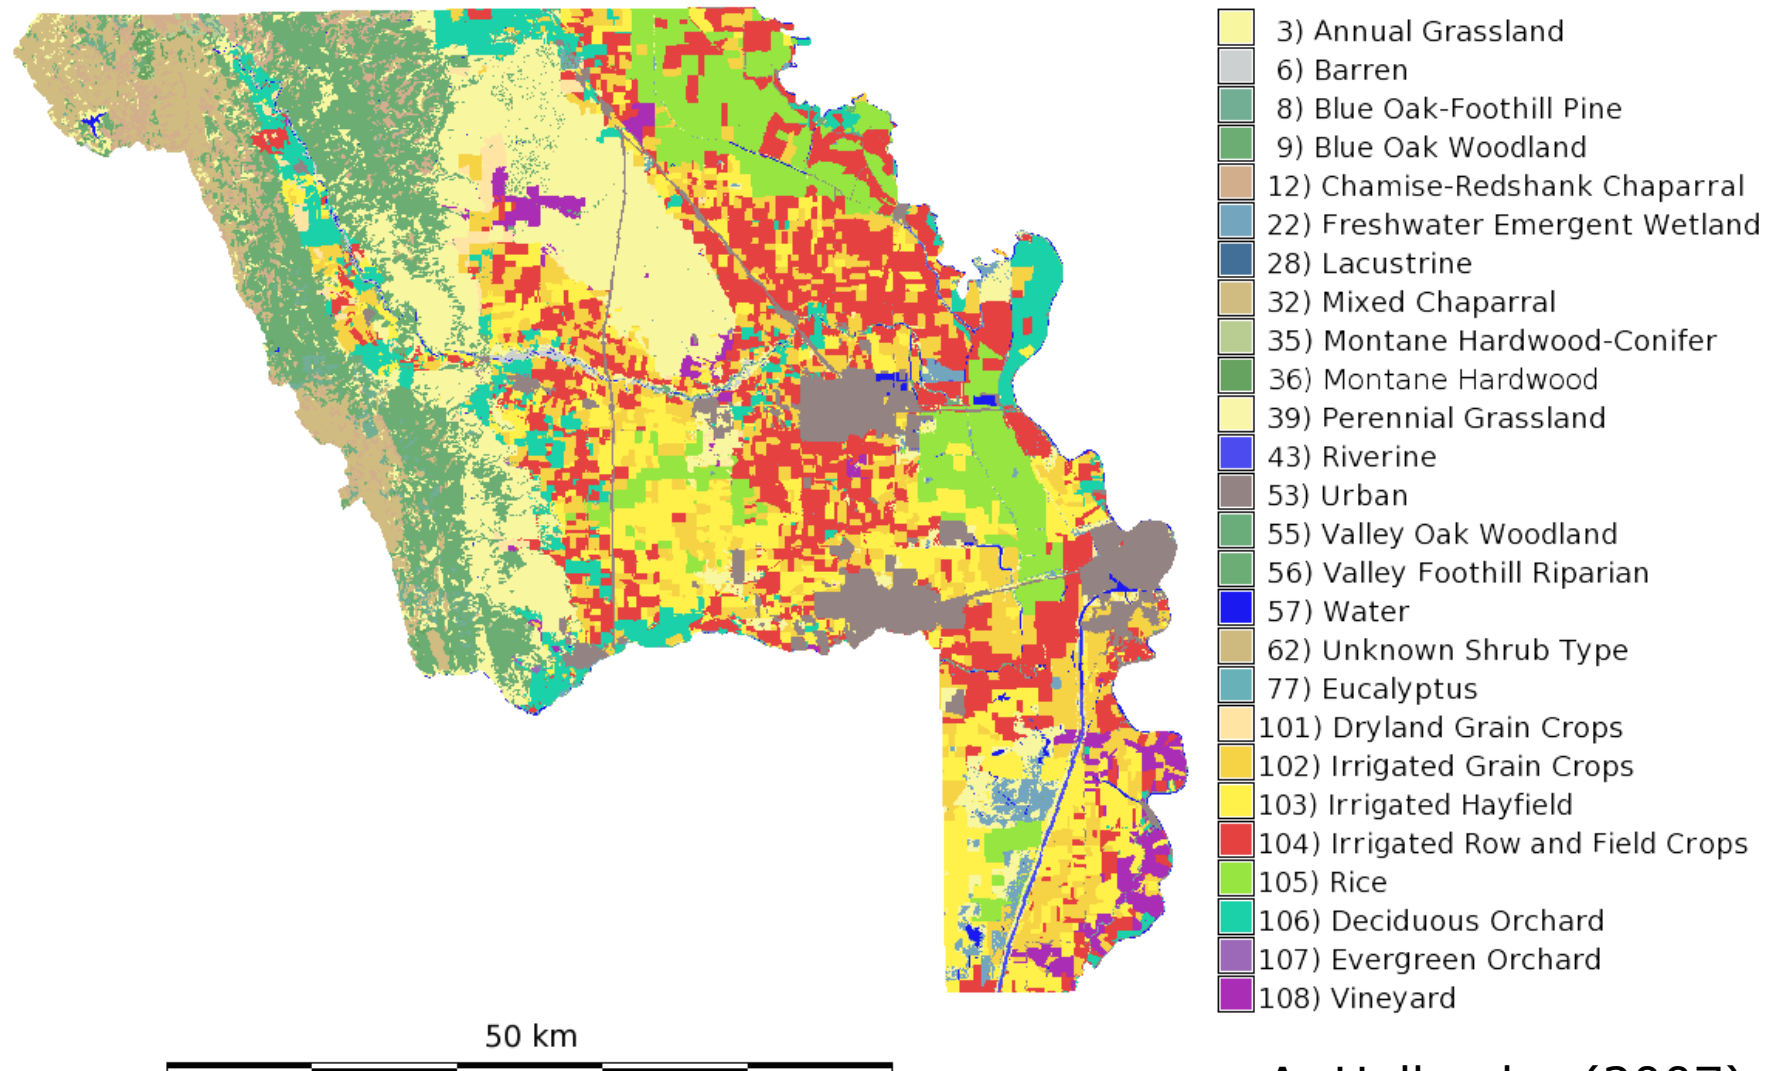 3) Annual Grassland
6) Barren
8) Blue Oak-Foothill Pine
9) Blue Oak Woodland
12) Chamise-Redshank Chaparral
22) Freshwater Emergent Wetland
28) Lacustrine
32) Mixed Chaparral
35) Montane Hardwood-Conifer
36) Montane Hardwood
39) Perennial Grassland
43) Riverine
53) Urban
55) Valley Oak Woodland
56) Valley Foothill Riparian
57) Water
62) Unknown Shrub Type
77) Eucalyptus
101) Dryland Grain Crops
102) Irrigated Grain Crops
103) Irrigated Hayfield
104) Irrigated Row and Field Crops
105) Rice
106) Deciduous Orchard
107) Evergreen Orchard
108) Vineyard
50 km